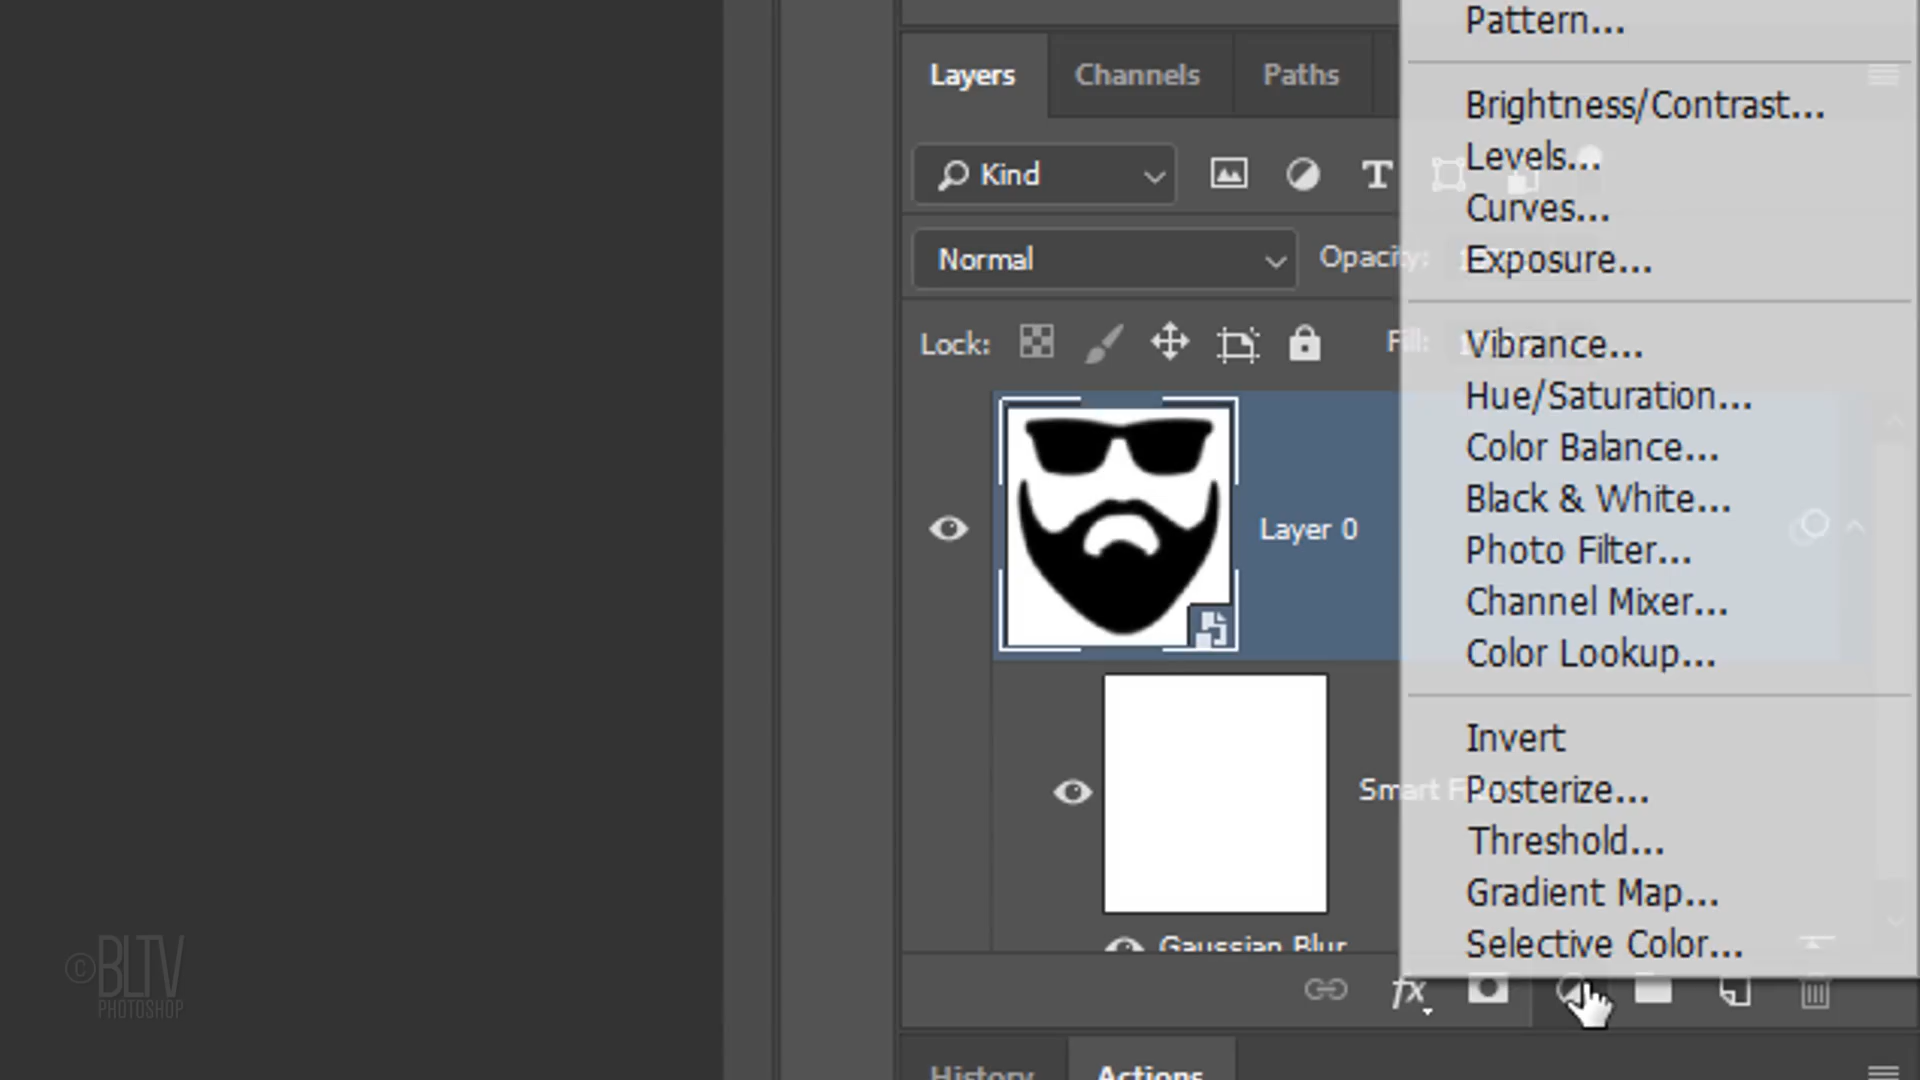 Pattern...
Layers
Channels
Paths
Brightness/Contrast...
Levels...
Kind
T
Curves...
Normal
Opacity:
Exposure...
Lock:
Fill:
Vibrance...
Hue/Saturation...
Color Balance...
Black & White...
Layer 0
Photo Filter...
Channel Mixer...
Color Lookup...
Invert
Smart
Posterize...
Threshold...
Gradient Map...
Gaussian Blur
Selective Color...
fx
© BLTV
PHOTOSHOP
History
Actions